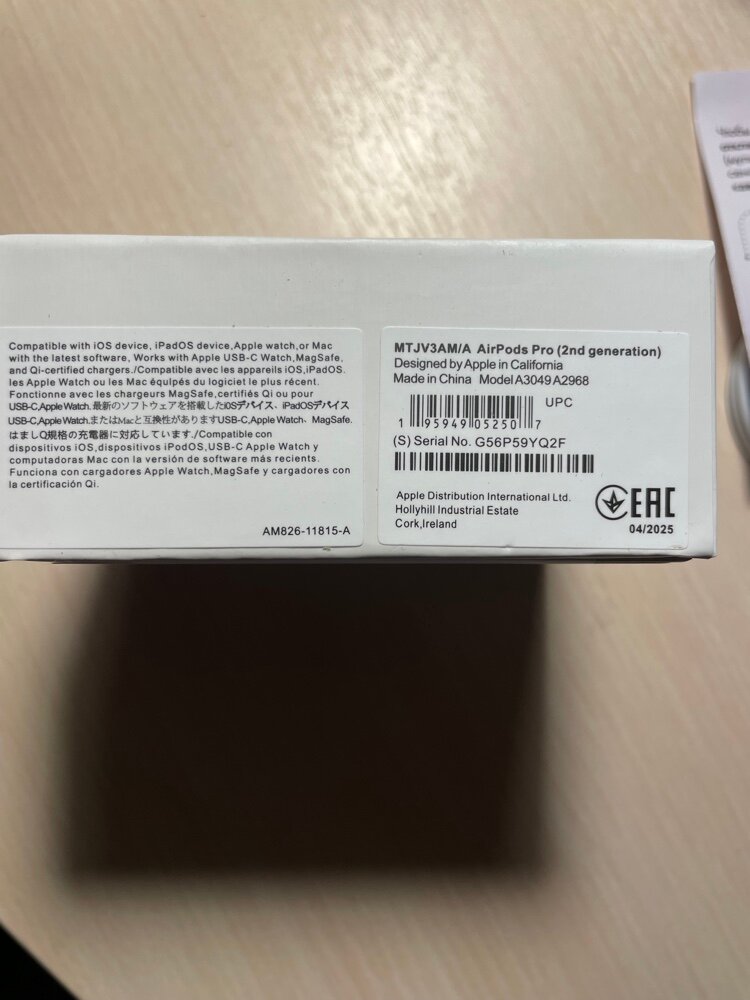 Compatible with iOS device, iPadOS device,Apple watch,or Mac
with the latest software, Works with Apple USB-C Watch,MagSafe,
and Qi-certified chargers./Compatible avec les appareils iOS,iPadOS.
les Apple Watch ou les Mac équipés du logiciel le plus récent.
Fonctionne avec les chargeurs MagSafe,certifiés Qi ou pour
USB-C,Apple Watch. 最新のソフトウェアを搭載したiOSデバイス、iPadOSデバイス
USB-C,Apple Watch.またはMacと互換性がありますUSB-C,Apple Watch、MagSafe.
はましQ規格の充電器に対応しています./Compatible con
dispositivos iOS,dispositivos iPodOS,USB-C Apple Watch y
computadoras Mac con la versión de software más recients.
Funciona con cargadores Apple Watch,MagSafe y cargadores con
la certificación Qi.
AM826-11815-A
MTJV3AM/A AirPods Pro (2nd generation)
Designed by Apple in California
Made in China Model A3049 A2968
UPC
1 95949 05250 7
(S) Serial No. G56P59YQ2F
Apple Distribution International Ltd.
Hollyhill Industrial Estate
Cork,Ireland
EAC
04/2025